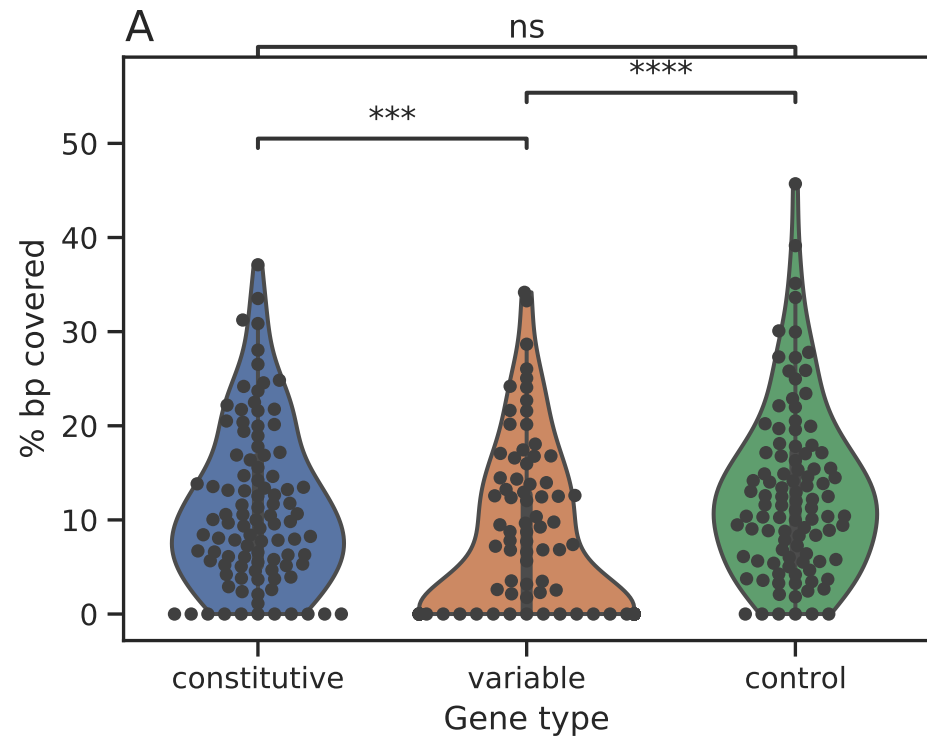 A
ns
****
***
50
40
30
20
10
0
% bp covered
constitutive variable control
Gene type